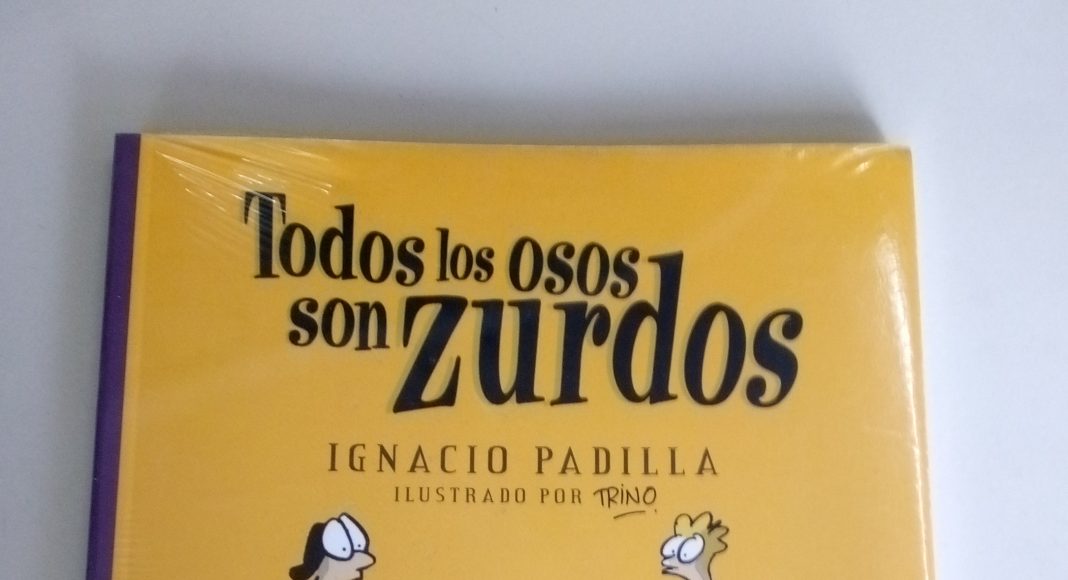 Todos los osos
son zurdos
IGNACIO PADILLA
ILUSTRADO POR TRINO